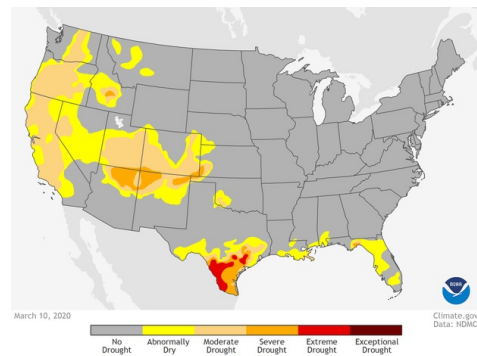 NOAA
March 10, 2020
Climate.gov
Data: NDMC
No Drought
Abnormally Dry
Moderate Drought
Severe Drought
Extreme Drought
Exceptional Drought